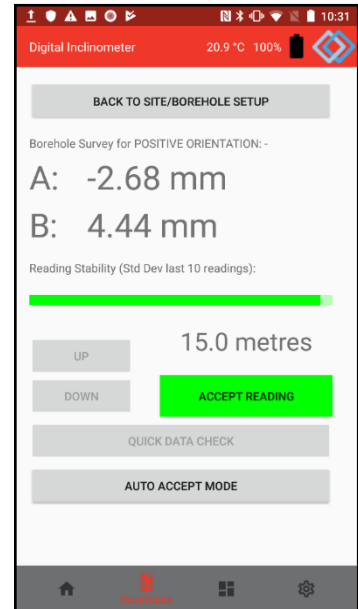 10:31
Digital Inclinometer 20.9 °C 100%
BACK TO SITE/BOREHOLE SETUP
Borehole Survey for POSITIVE ORIENTATION: -
A: -2.68 mm
B: 4.44 mm
Reading Stability (Std Dev last 10 readings):
UP 15.0 metres
DOWN ACCEPT READING
QUICK DATA CHECK
AUTO ACCEPT MODE